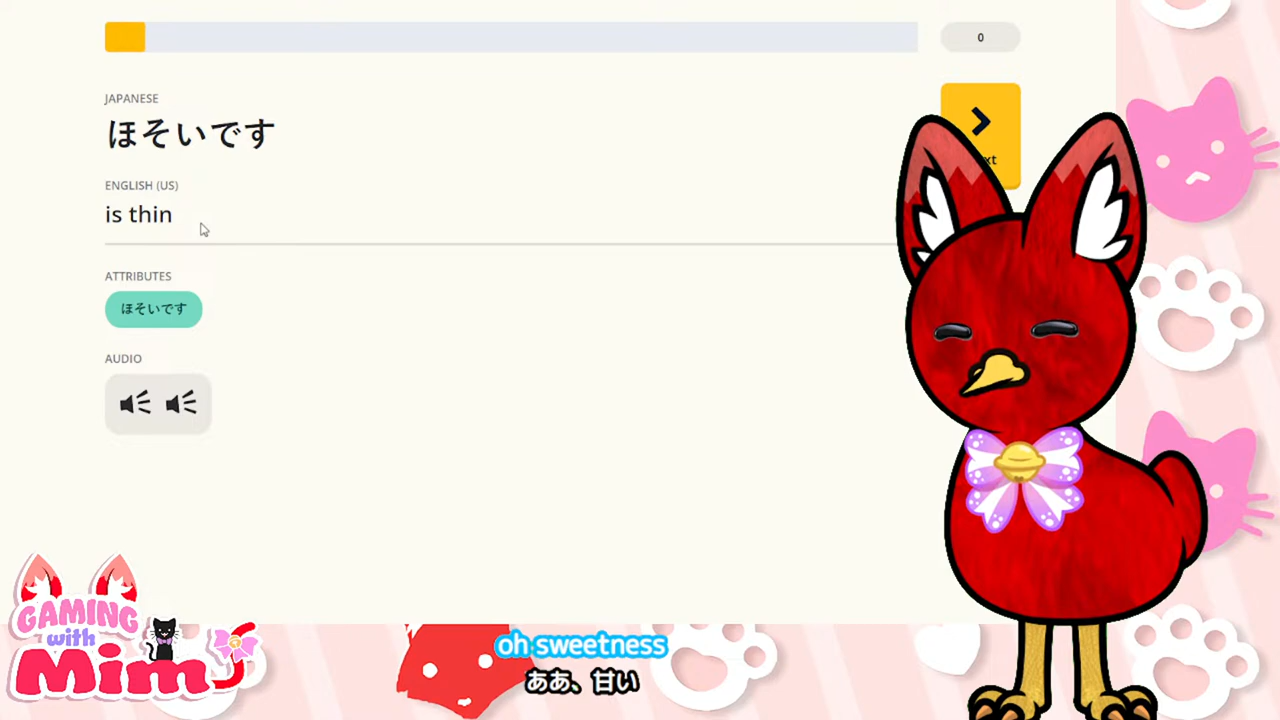 0
JAPANESE
ほそいです
ENGLISH (US)
is thin
ATTRIBUTES
ほそいです
AUDIO
GAMING
with
Mim
oh sweetness
ああ、甘い